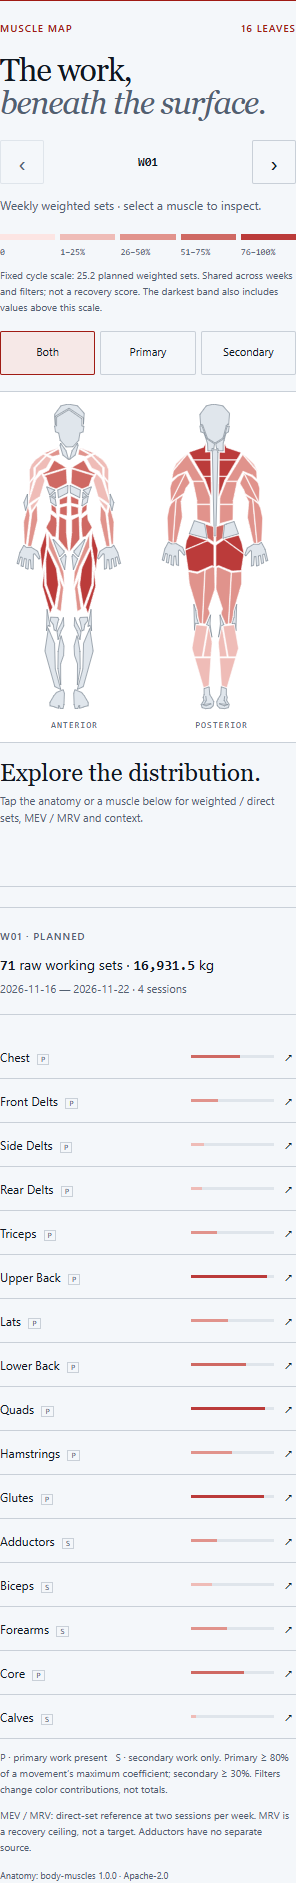 MUSCLE MAP
16 LEAVES
The work,
beneath the surface.
‹
W01
›
Weekly weighted sets · select a muscle to inspect.
0
1–25%
26–50%
51–75%
76–100%
Fixed cycle scale: 25.2 planned weighted sets. Shared across weeks
and filters; not a recovery score. The darkest band also includes
values above this scale.
Both
Primary
Secondary
ANTERIOR
POSTERIOR
Explore the distribution.
Tap the anatomy or a muscle below for weighted / direct
sets, MEV / MRV and context.
W01 · PLANNED
71 raw working sets · 16,931.5 kg
2026-11-16 — 2026-11-22 · 4 sessions
Chest P ↗
Front Delts P ↗
Side Delts P ↗
Rear Delts P ↗
Triceps P ↗
Upper Back P ↗
Lats P ↗
Lower Back P ↗
Quads P ↗
Hamstrings P ↗
Glutes P ↗
Adductors S ↗
Biceps S ↗
Forearms S ↗
Core P ↗
Calves S ↗
P · primary work present S · secondary work only. Primary ≥ 80%
of a movement's maximum coefficient; secondary ≥ 30%. Filters
change color contributions, not totals.
MEV / MRV: direct-set reference at two sessions per week. MRV is
a recovery ceiling, not a target. Adductors have no separate
source.
Anatomy: body-muscles 1.0.0 · Apache-2.0